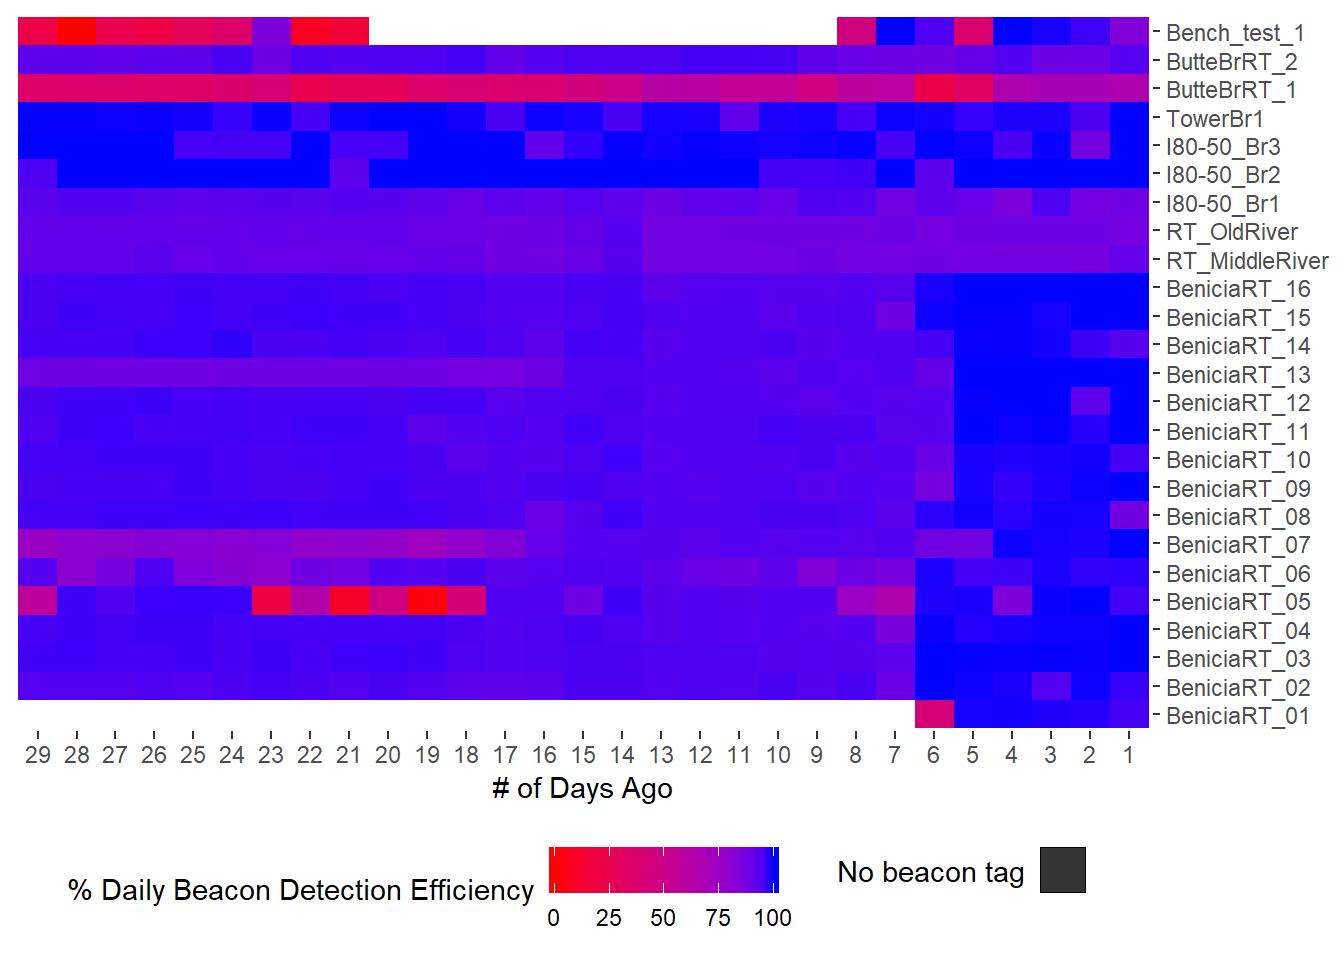 Bench_test_1
ButteBrRT_2
ButteBrRT_1
TowerBr1
I80-50_Br3
I80-50_Br2
I80-50_Br1
RT_OldRiver
RT_MiddleRiver
BeniciaRT_16
BeniciaRT_15
BeniciaRT_14
BeniciaRT_13
BeniciaRT_12
BeniciaRT_11
BeniciaRT_10
BeniciaRT_09
BeniciaRT_08
BeniciaRT_07
BeniciaRT_06
BeniciaRT_05
BeniciaRT_04
BeniciaRT_03
BeniciaRT_02
BeniciaRT_01
29 28 27 26 25 24 23 22 21 20 19 18 17 16 15 14 13 12 11 10 9 8 7 6 5 4 3 2 1
# of Days Ago
% Daily Beacon Detection Efficiency
0 25 50 75 100
No beacon tag